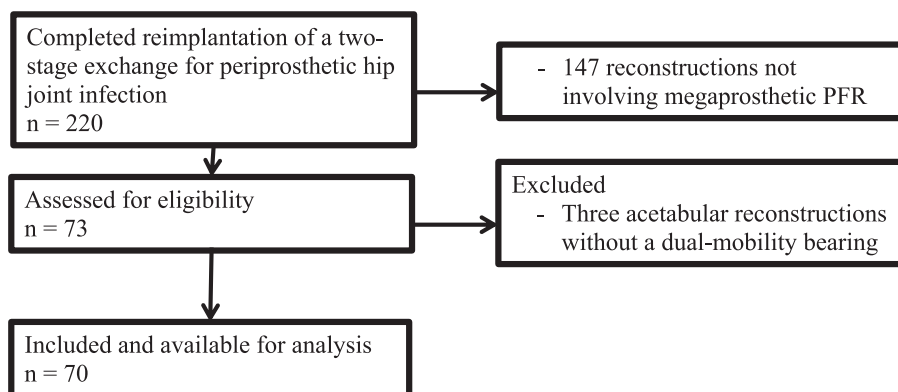 Completed reimplantation of a two-
stage exchange for periprosthetic hip
joint infection
n = 220
- 147 reconstructions not
involving megaprosthetic PFR
Assessed for eligibility
n = 73
Excluded
- Three acetabular reconstructions
without a dual-mobility bearing
Included and available for analysis
n = 70